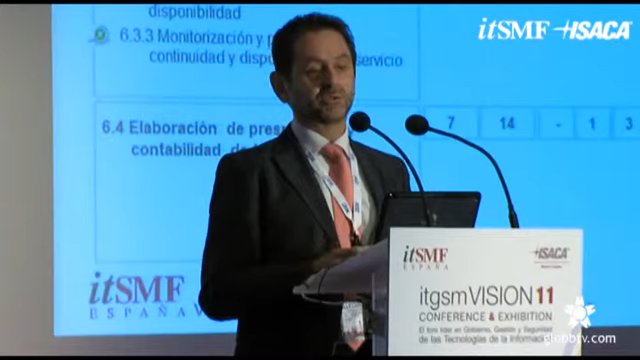 disponibilidad
6.3.3 Monitorización y
continuidad y servicio
itSMF ISACA
6.4 Elaboración de
contabilidad
7 14 - 1 3
itSMF
ESPAÑA
itSMF
ESPAÑA
ISACA
itgsmVISION11
CONFERENCE & EXHIBITION
El foro líder en Gobierno, Gestión y Seguridad
de las Tecnologías de la Información
globbtv.com